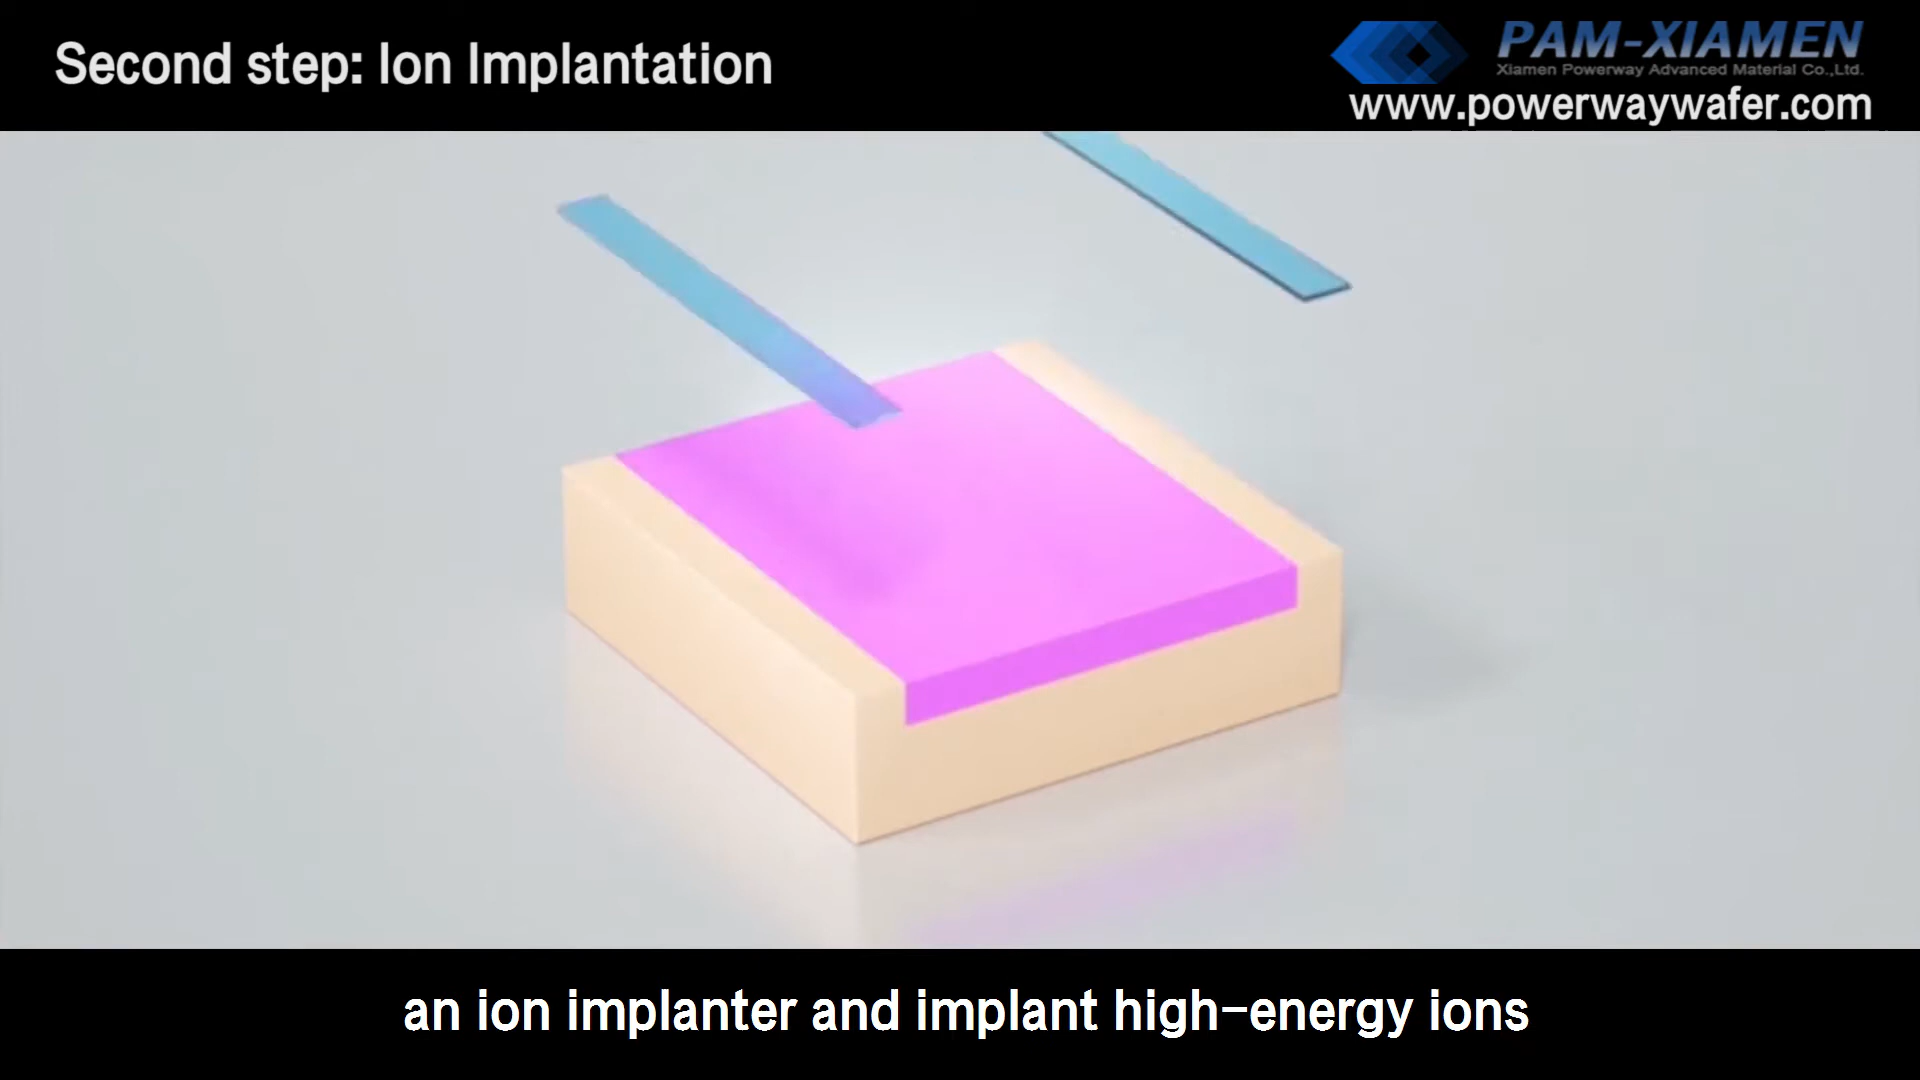 Second step: Ion Implantation
PAM-XIAMEN
Xiamen Powerway Advanced Material Co.,Ltd.
www.powerwaywafer.com
an ion implanter and implant high-energy ions